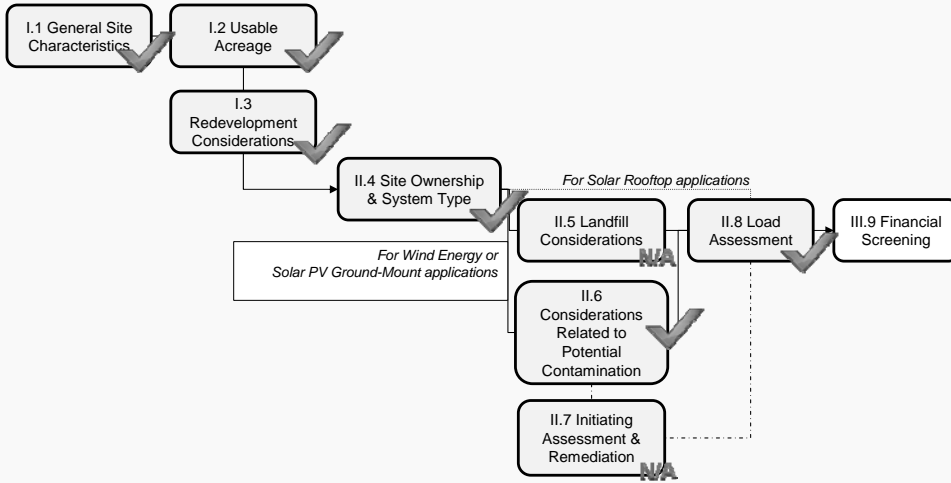 I.1 General Site
Characteristics
I.2 Usable
Acreage
I.3
Redevelopment
Considerations
II.4 Site Ownership
& System Type
For Solar Rooftop applications
II.5 Landfill
Considerations
N/A
II.8 Load
Assessment
III.9 Financial
Screening
For Wind Energy or
Solar PV Ground-Mount applications
II.6
Considerations
Related to
Potential
Contamination
II.7 Initiating
Assessment &
Remediation
N/A